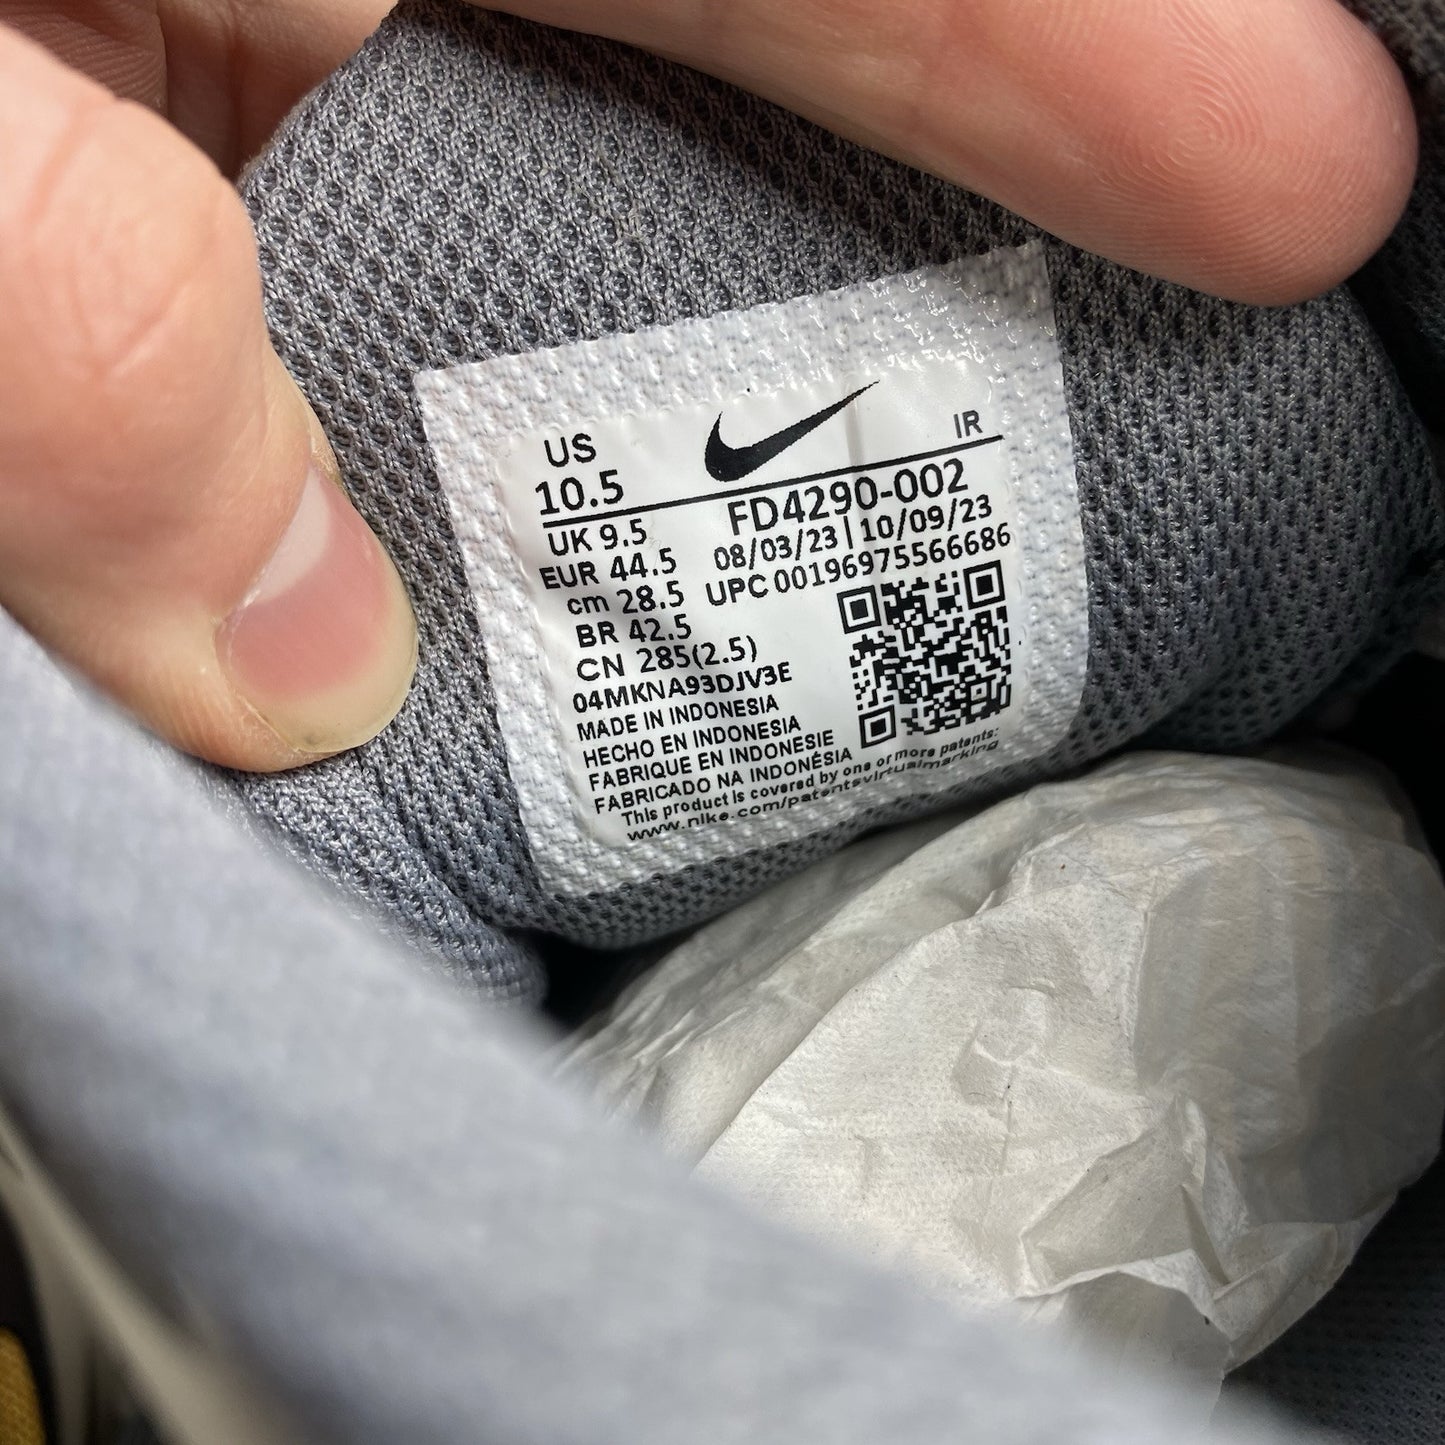 US
IR
10.5
FD4290-002
UK 9.5
08/03/23 | 10/09/23
EUR 44.5
UPC 00196975566686
cm 28.5
BR 42.5
CN 285(2.5)
04MKNA93DJV3E
MADE IN INDONESIA
HECHO EN INDONESIA
FABRIQUE EN INDONESIE
FABRICADO NA INDONÉSIA
This product is covered by one or more patents:
www.nike.com/patentsvirtualmarking